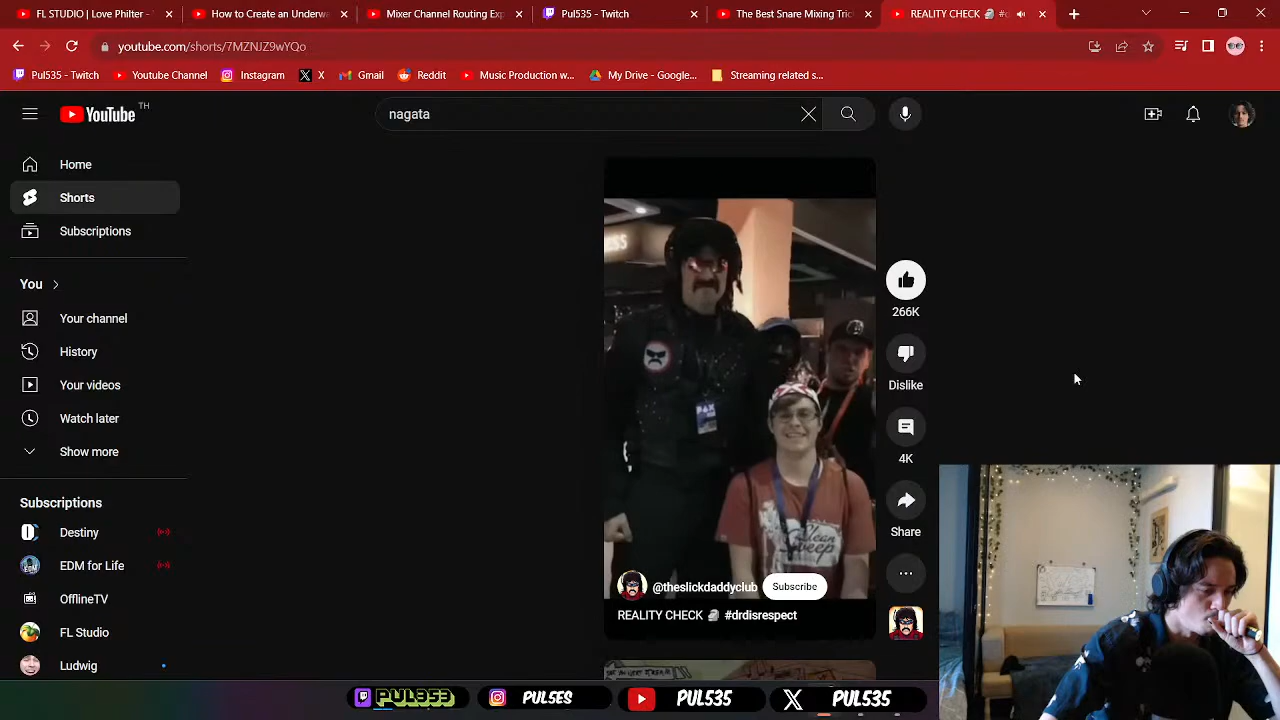 FL STUDIO | Love Philter -
How to Create an Underw
Mixer Channel Routing Exp
Pul535 - Twitch
The Best Snare Mixing Tric
REALITY CHECK 🗿 #d
youtube.com/shorts/7MZNJZ9wYQo
Pul535 - Twitch
Youtube Channel
Instagram
X
Gmail
Reddit
Music Production w...
My Drive - Google...
Streaming related s...
YouTube TH
nagata
Home
Shorts
Subscriptions
You
Your channel
History
Your videos
Watch later
Show more
Subscriptions
Destiny
EDM for Life
OfflineTV
FL Studio
Ludwig
PAX
Clean
Sweep
@theslickdaddyclub
Subscribe
REALITY CHECK 🗿 #drdisrespect
266K
Dislike
4K
Share
PUL5ES
PUL535
PUL535